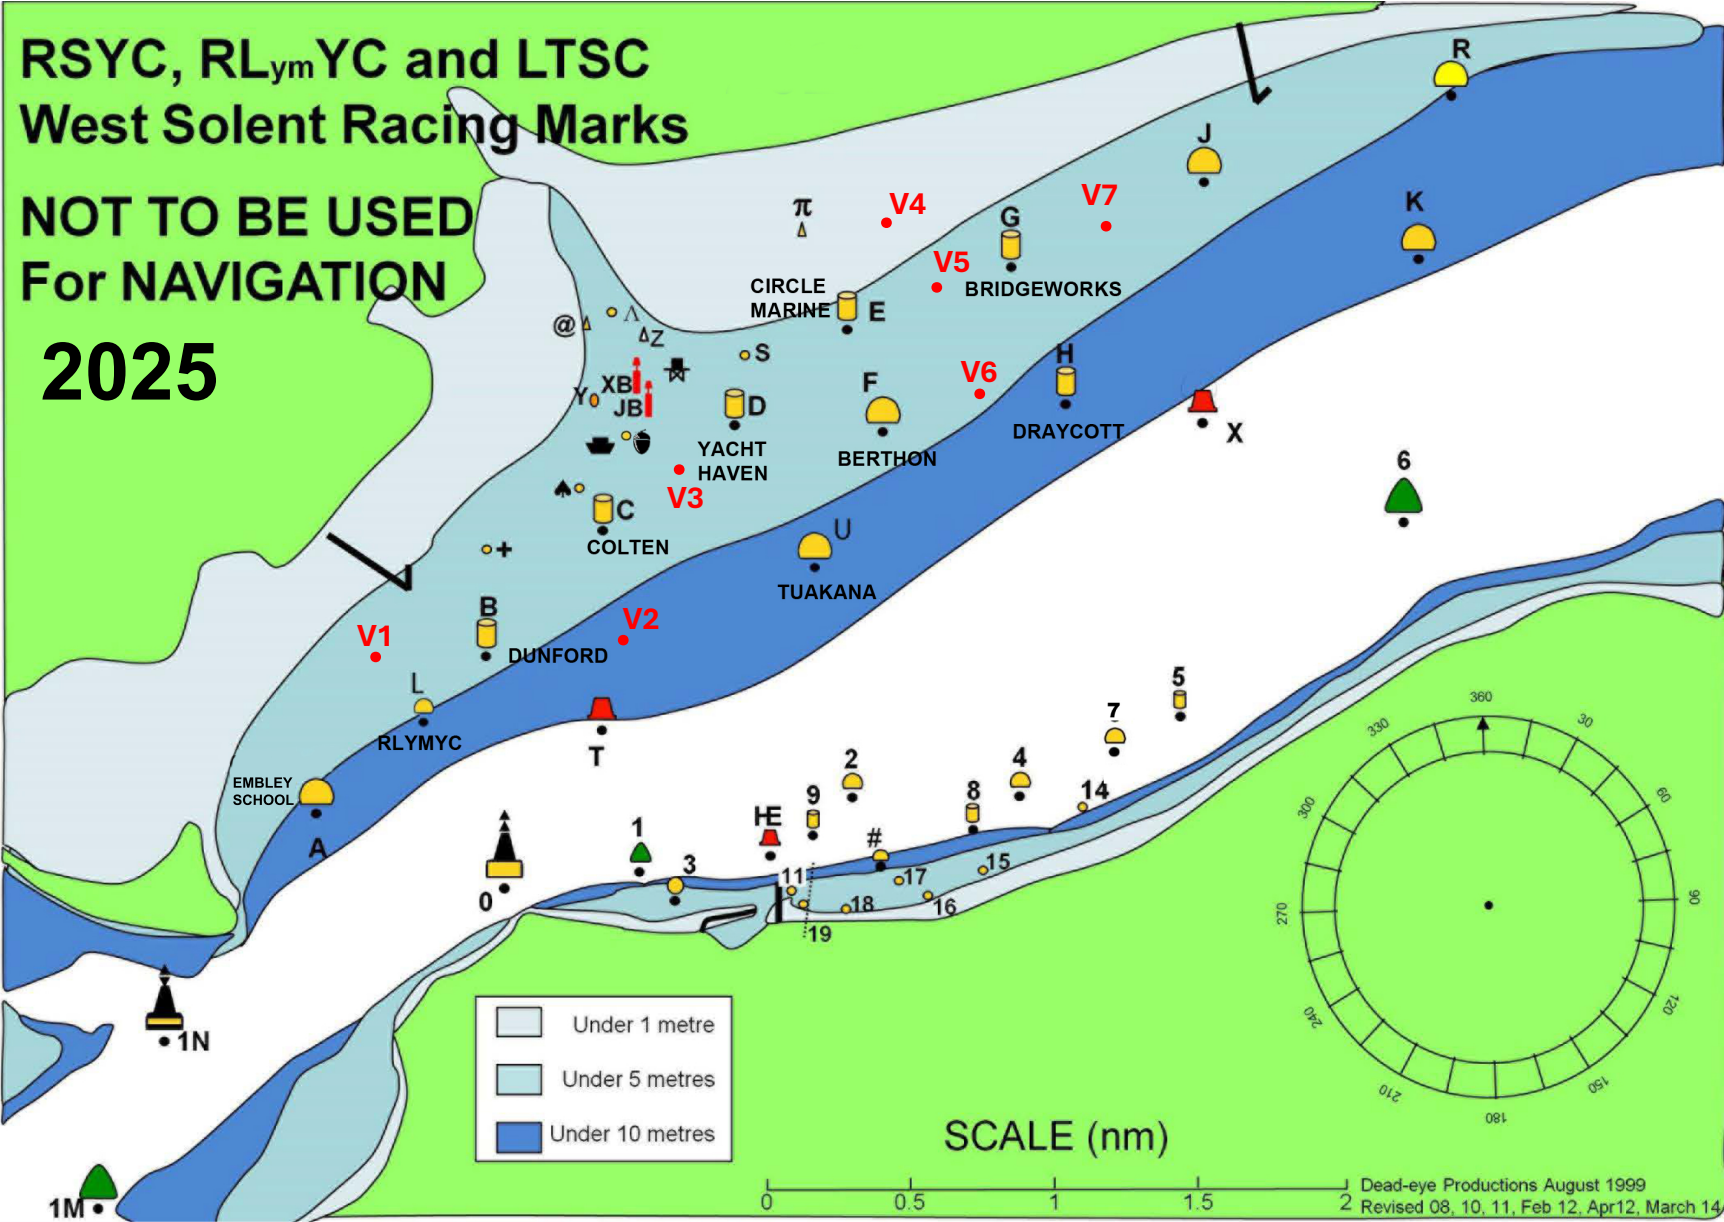 RSYC, RLymYC and LTSC
West Solent Racing Marks
NOT TO BE USED
For NAVIGATION
2025
R
J
K
π
V4
V7
G
V5
BRIDGEWORKS
CIRCLE
MARINE
E
@
Λ
Z
S
XB
Y
JB
D
YACHT
HAVEN
F
BERTHON
V6
H
DRAYCOTT
X
6
V3
C
COLTEN
+
U
TUAKANA
B
DUNFORD
V1
V2
L
RLYMYC
T
EMBLEY
SCHOOL
A
0
1
3
HE
9
2
#
8
4
7
5
14
11
17
15
18
16
19
1N
1M
Under 1 metre
Under 5 metres
Under 10 metres
360
30
60
90
120
150
180
210
240
270
300
330
SCALE (nm)
0 0.5 1 1.5 2
Dead-eye Productions August 1999
Revised 08, 10, 11, Feb 12, Apr12, March 14